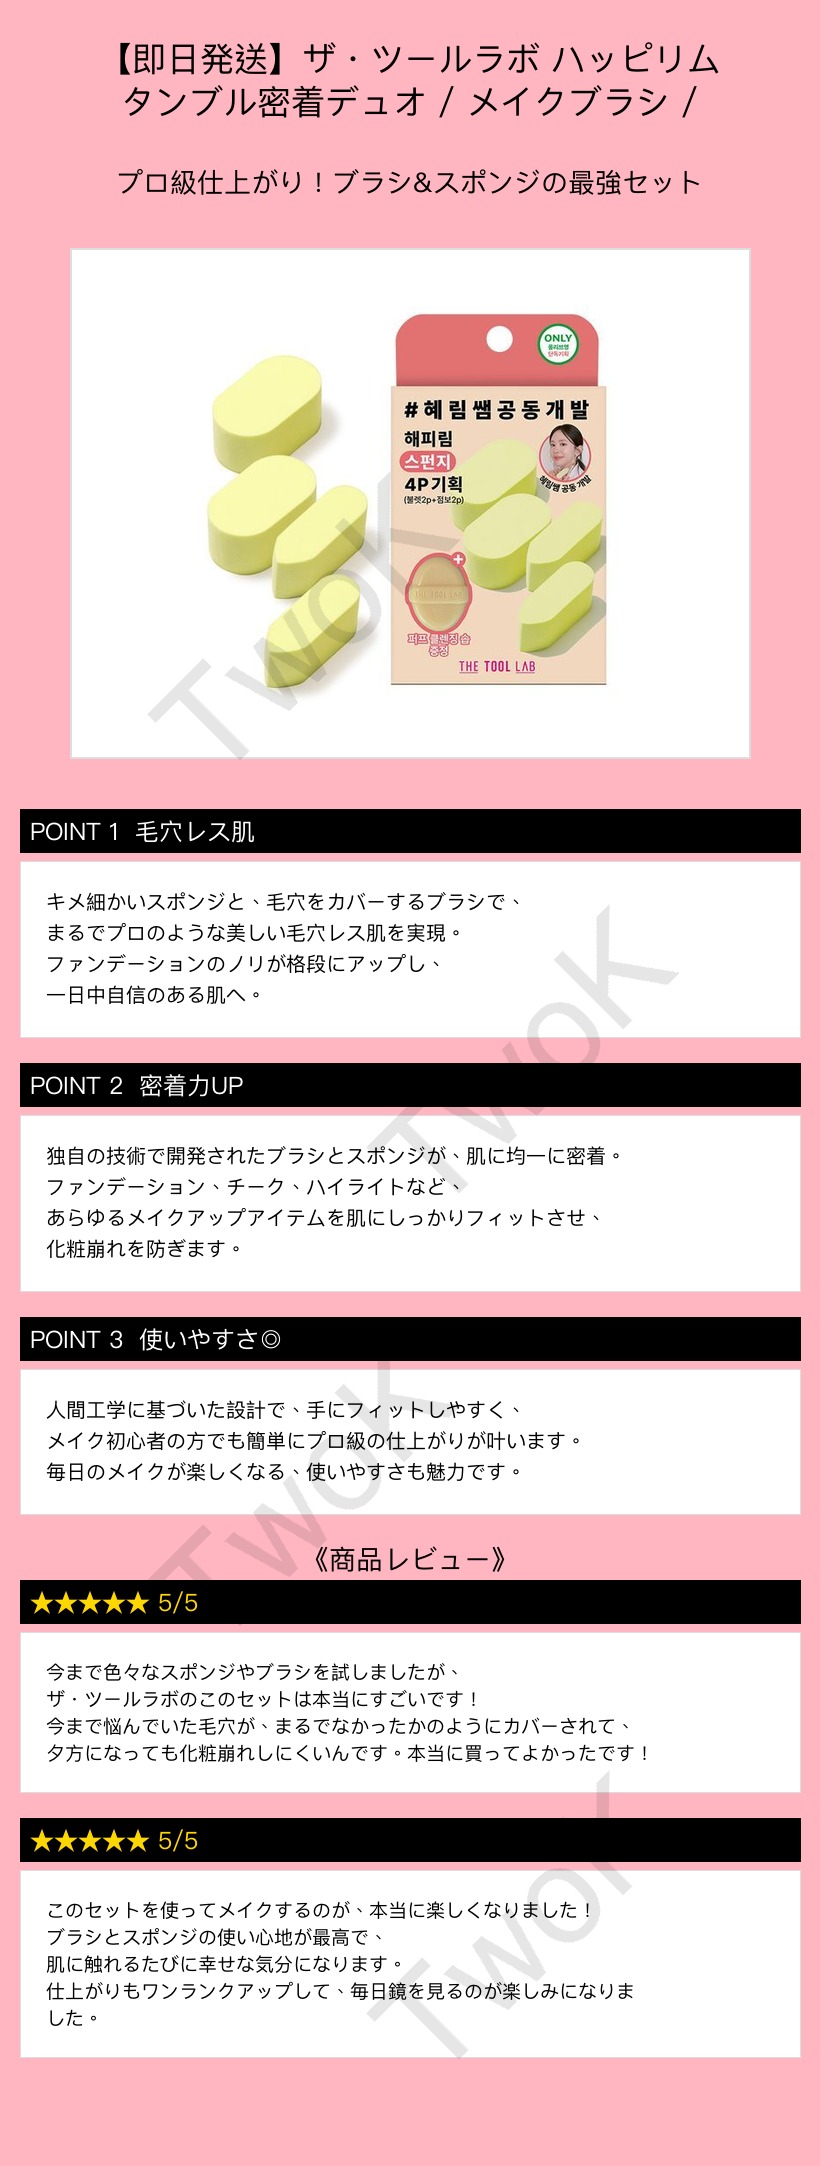 【即日発送】ザ・ツールラボ ハッピリム
タンブル密着デュオ / メイクブラシ /
プロ級仕上がり！ブラシ&スポンジの最強セット
ONLY
올리브영
단독기획
#혜림쌤공동개발
해피림
스펀지
4P기획
(불렛2p+점보2p)
혜림쌤 공동 개발
THE TOOL LAB
퍼프 클렌징 솝
증정
THE TOOL LAB
TwoK
POINT 1 毛穴レス肌
キメ細かいスポンジと、毛穴をカバーするブラシで、
まるでプロのような美しい毛穴レス肌を実現。
ファンデーションのノリが格段にアップし、
一日中自信のある肌へ。
TwoK
POINT 2 密着力UP
独自の技術で開発されたブラシとスポンジが、肌に均一に密着。
ファンデーション、チーク、ハイライトなど、
あらゆるメイクアップアイテムを肌にしっかりフィットさせ、
化粧崩れを防ぎます。
POINT 3 使いやすさ◎
人間工学に基づいた設計で、手にフィットしやすく、
メイク初心者の方でも簡単にプロ級の仕上がりが叶います。
毎日のメイクが楽しくなる、使いやすさも魅力です。
TwoK
《商品レビュー》
★★★★★ 5/5
今まで色々なスポンジやブラシを試しましたが、
ザ・ツールラボのこのセットは本当にすごいです！
今まで悩んでいた毛穴が、まるでなかったかのようにカバーされて、
夕方になっても化粧崩れしにくいんです。本当に買ってよかったです！
★★★★★ 5/5
このセットを使ってメイクするのが、本当に楽しくなりました！
ブラシとスポンジの使い心地が最高で、
肌に触れるたびに幸せな気分になります。
仕上がりもワンランクアップして、毎日鏡を見るのが楽しみになりま
した。
TwoK